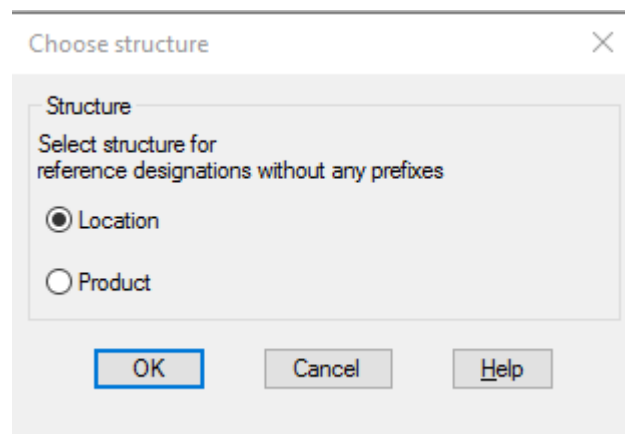 Choose structure
Structure
Select structure for
reference designations without any prefixes
Location
Product
OK
Cancel
Help